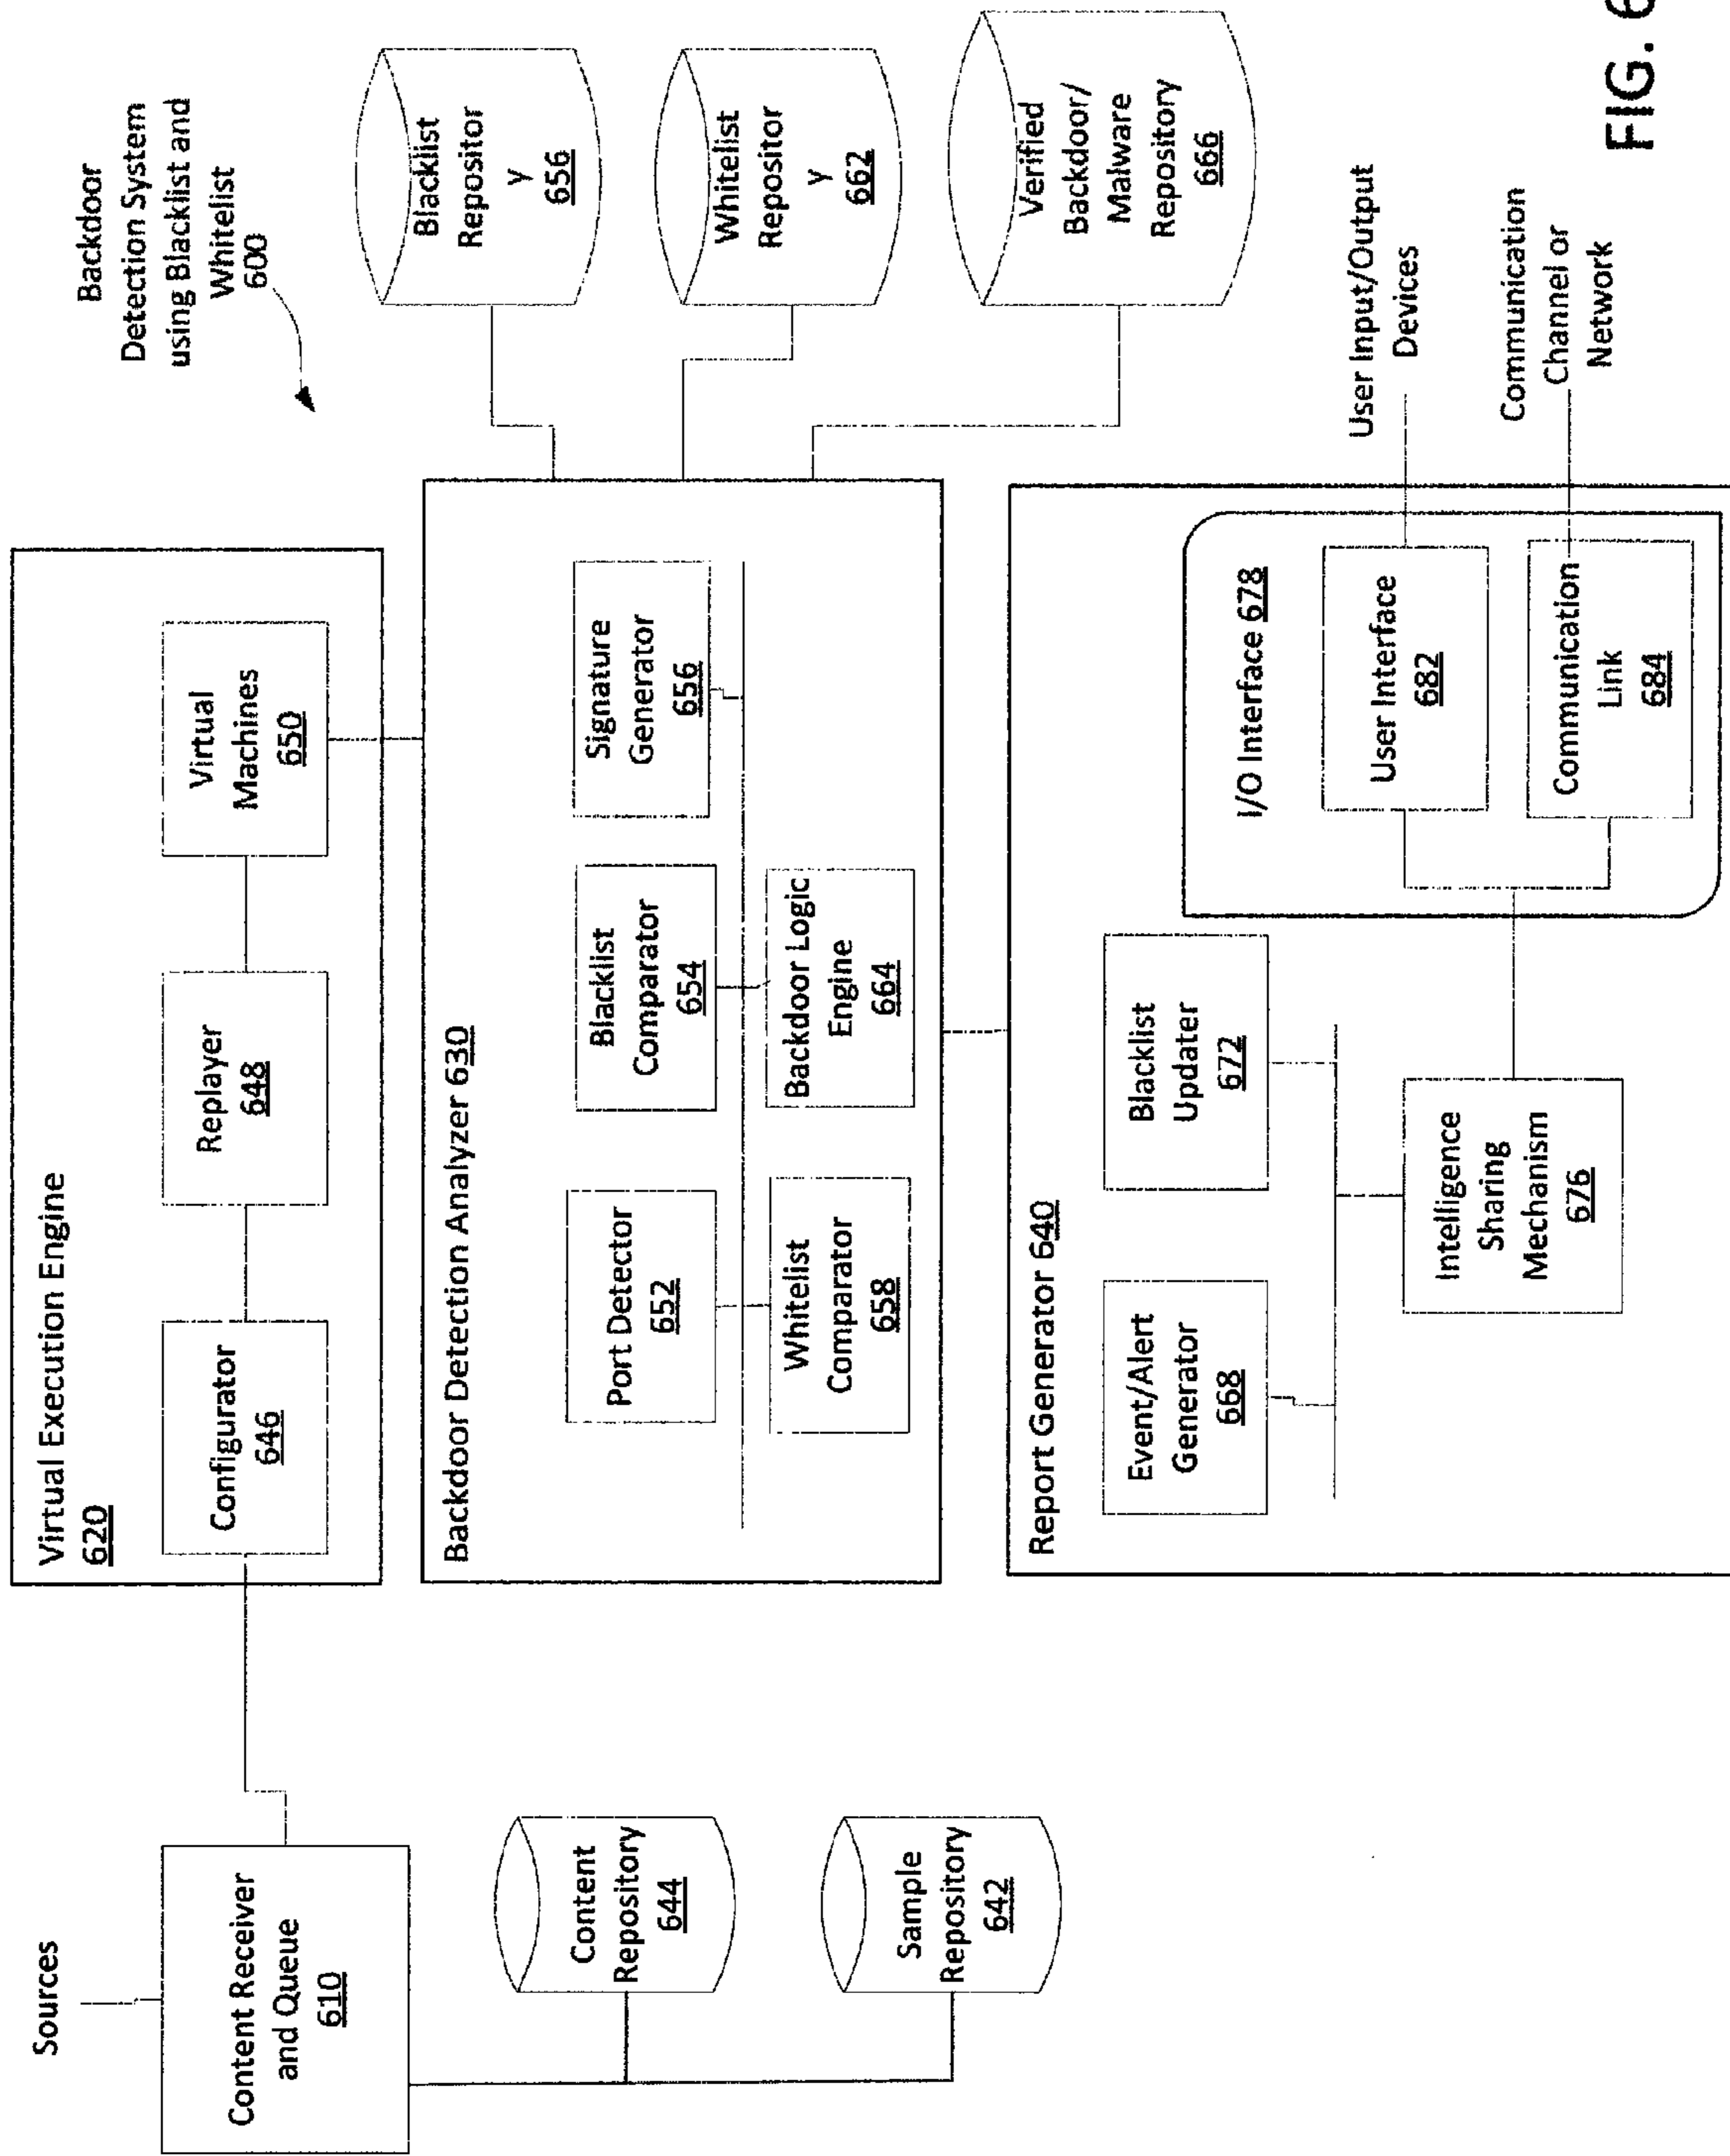 Sources
Content Receiver
and Queue
610
Content
Repository
644
Sample
Repository
642
Virtual Execution Engine
620
Configurator
646
Replayer
648
Virtual
Machines
650
Backdoor
Detection System
using Blacklist and
Whitelist
600
Backdoor Detection Analyzer 630
Port Detector
652
Blacklist
Comparator
654
Signature
Generator
656
Whitelist
Comparator
658
Backdoor Logic
Engine
664
Blacklist
Repositor
y
656
Whitelist
Repositor
y
662
Verified
Backdoor/
Malware
Repository
666
Report Generator 640
Event/Alert
Generator
668
Blacklist
Updater
672
Intelligence
Sharing
Mechanism
676
I/O Interface 678
User Interface
682
Communication
Link
684
User Input/Output
Devices
Communication
Channel or
Network
FIG. 6